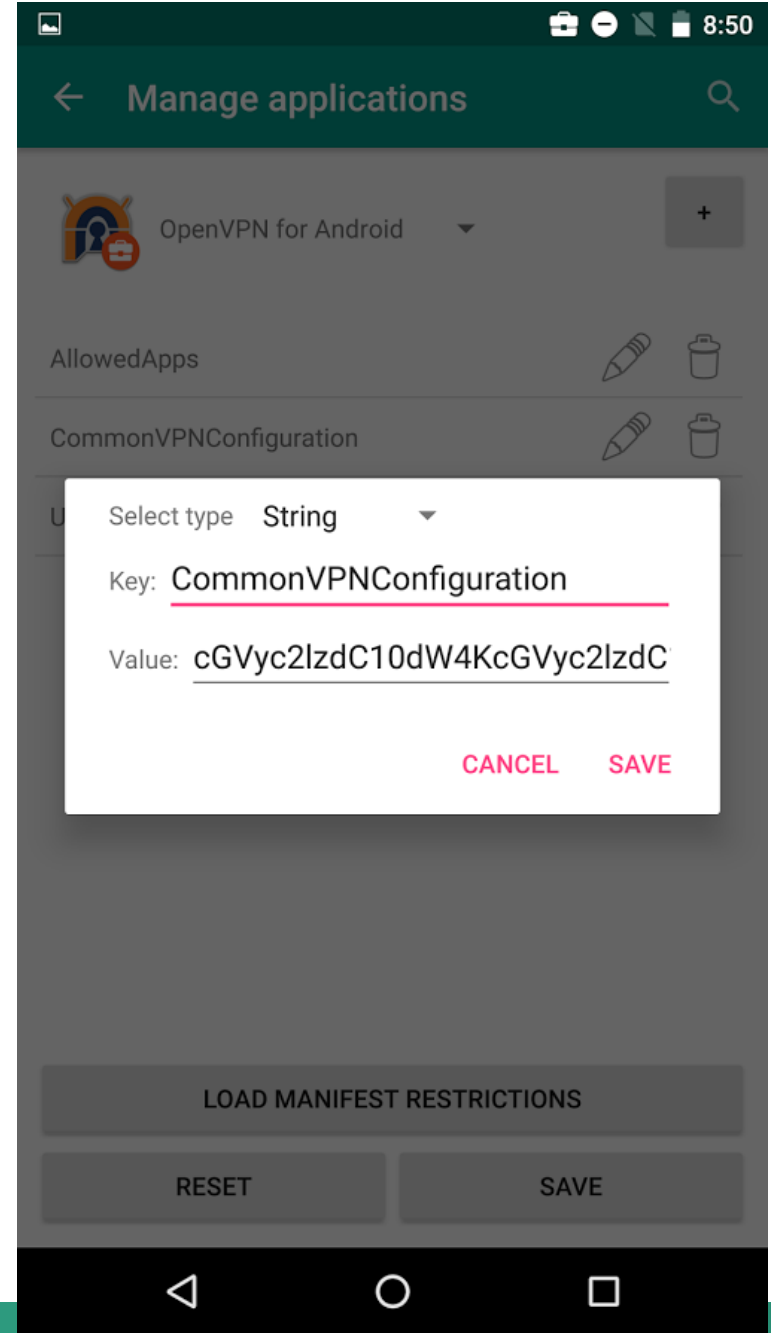 8:50
Manage applications
OpenVPN for Android
+
AllowedApps
CommonVPNConfiguration
U
Select type String
Key: CommonVPNConfiguration
Value: cGVyc2lzdC10dW4KcGVyc2lzdC
CANCEL SAVE
LOAD MANIFEST RESTRICTIONS
RESET SAVE